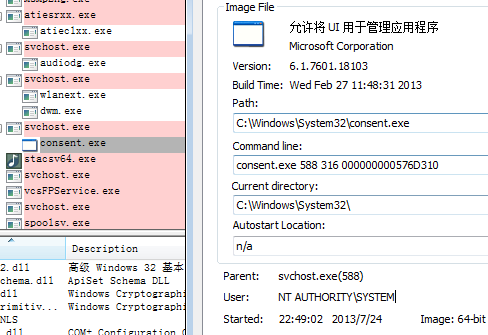 atiesrxx.exe
atieclxx.exe
svchost.exe
audiodg.exe
svchost.exe
wlanext.exe
dwm.exe
svchost.exe
consent.exe
stacsv64.exe
svchost.exe
vcsFPService.exe
svchost.exe
spoolsv.exe
Description
2.dll 高级 Windows 32 基本
chema.dll ApiSet Schema DLL
dll Windows Cryptographi
rimitiv... Windows Cryptographi
NLS
dll COM+ Configuration C
Image File
允许将 UI 用于管理应用程序
Microsoft Corporation
Version: 6.1.7601.18103
Build Time: Wed Feb 27 11:48:31 2013
Path:
C:\Windows\System32\consent.exe
Command line:
consent.exe 588 316 000000000576D310
Current directory:
C:\Windows\System32\
Autostart Location:
n/a
Parent: svchost.exe(588)
User: NT AUTHORITY\SYSTEM
Started: 22:49:02 2013/7/24 Image: 64-bit